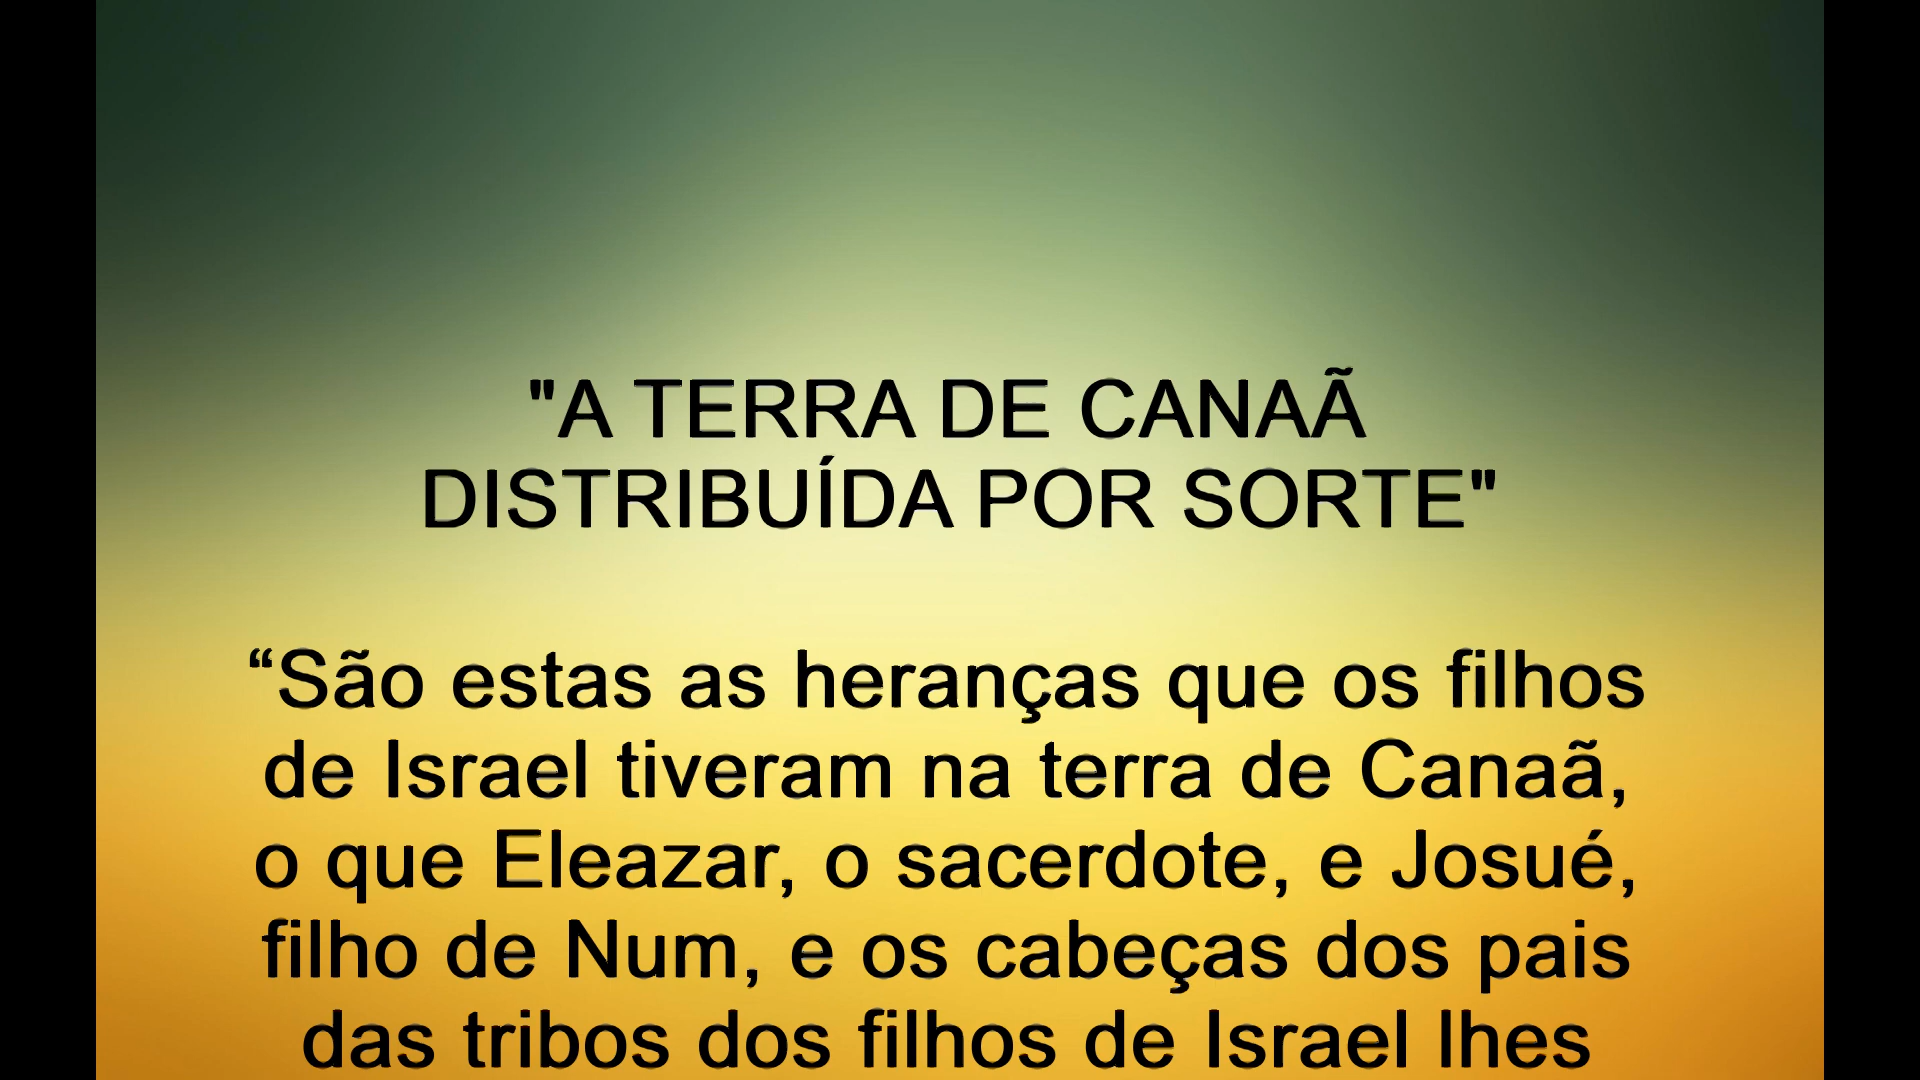 "A TERRA DE CANAÃ
DISTRIBUÍDA POR SORTE"
“São estas as heranças que os filhos
de Israel tiveram na terra de Canaã,
o que Eleazar, o sacerdote, e Josué,
filho de Num, e os cabeças dos pais
das tribos dos filhos de Israel lhes